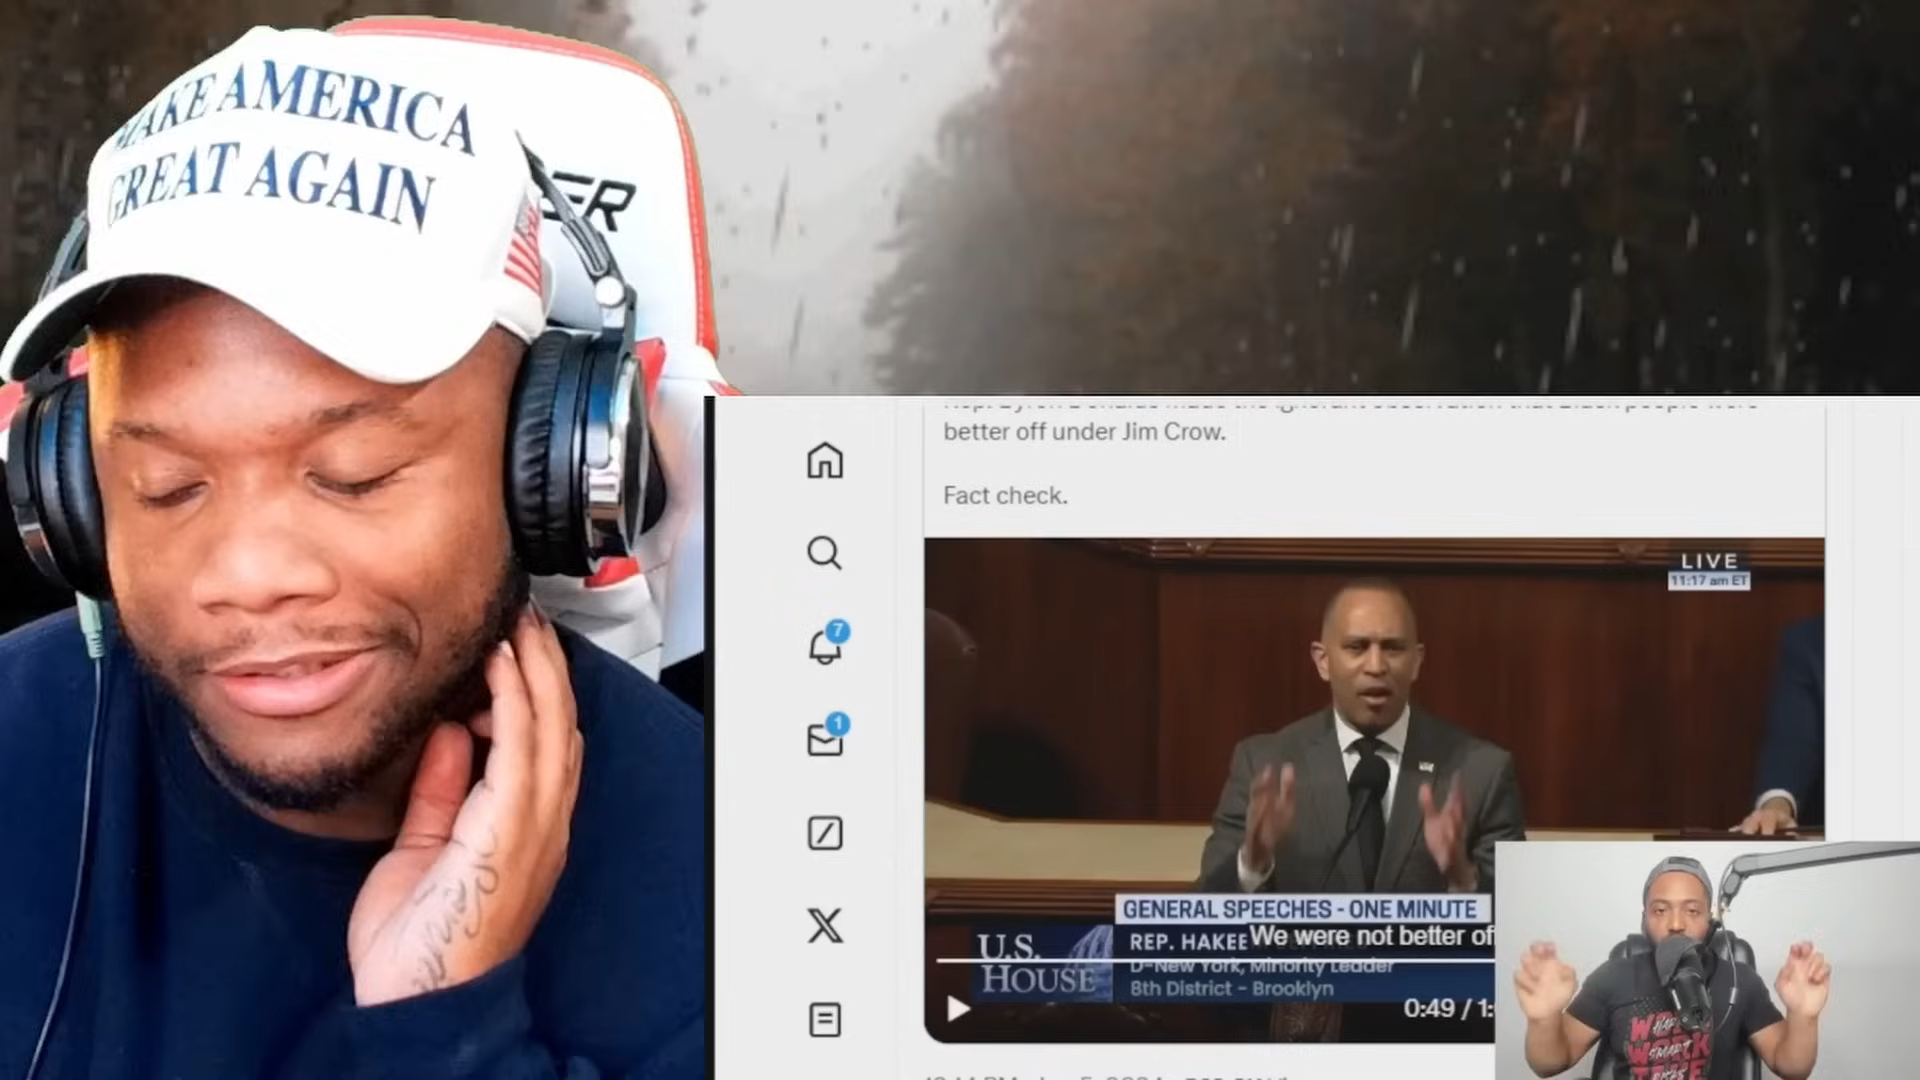 MAKE AMERICA
GREAT AGAIN
better off under Jim Crow.
Fact check.
LIVE
11:17 am ET
7
1
GENERAL SPEECHES - ONE MINUTE
U.S.
HOUSE
REP. HAKEE
We were not better of
D-New York, Minority Leader
8th District - Brooklyn
0:49 / 1:
WORK
SMART